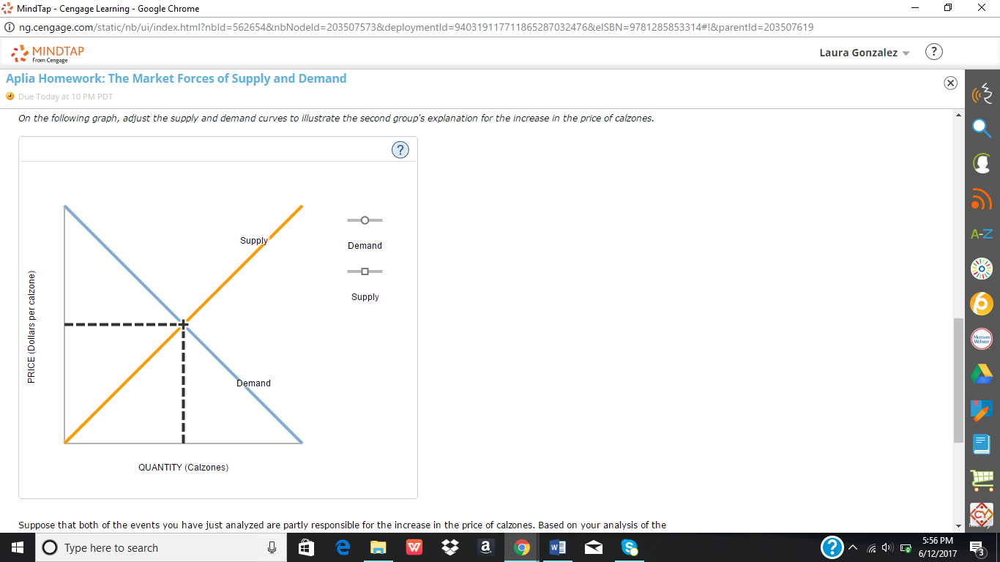 MindTap - Cengage Learning - Google Chrome
ng.cengage.com/static/nb/ui/index.html?nbId=562654&nbNodeId=203507573&deploymentId=940319117711865287032476&eISBN=9781285853314#!&parentId=203507619
MINDTAP
From Cengage
Laura Gonzalez
?
Aplia Homework: The Market Forces of Supply and Demand
Due Today at 10 PM PDT
On the following graph, adjust the supply and demand curves to illustrate the second group's explanation for the increase in the price of calzones.
?
Supply
Demand
Supply
PRICE (Dollars per calzone)
Demand
QUANTITY (Calzones)
Suppose that both of the events you have just analyzed are partly responsible for the increase in the price of calzones. Based on your analysis of the
A-Z
Merriam
Webster
CY
Type here to search
W
a
W
S
?
5:56 PM
6/12/2017
3